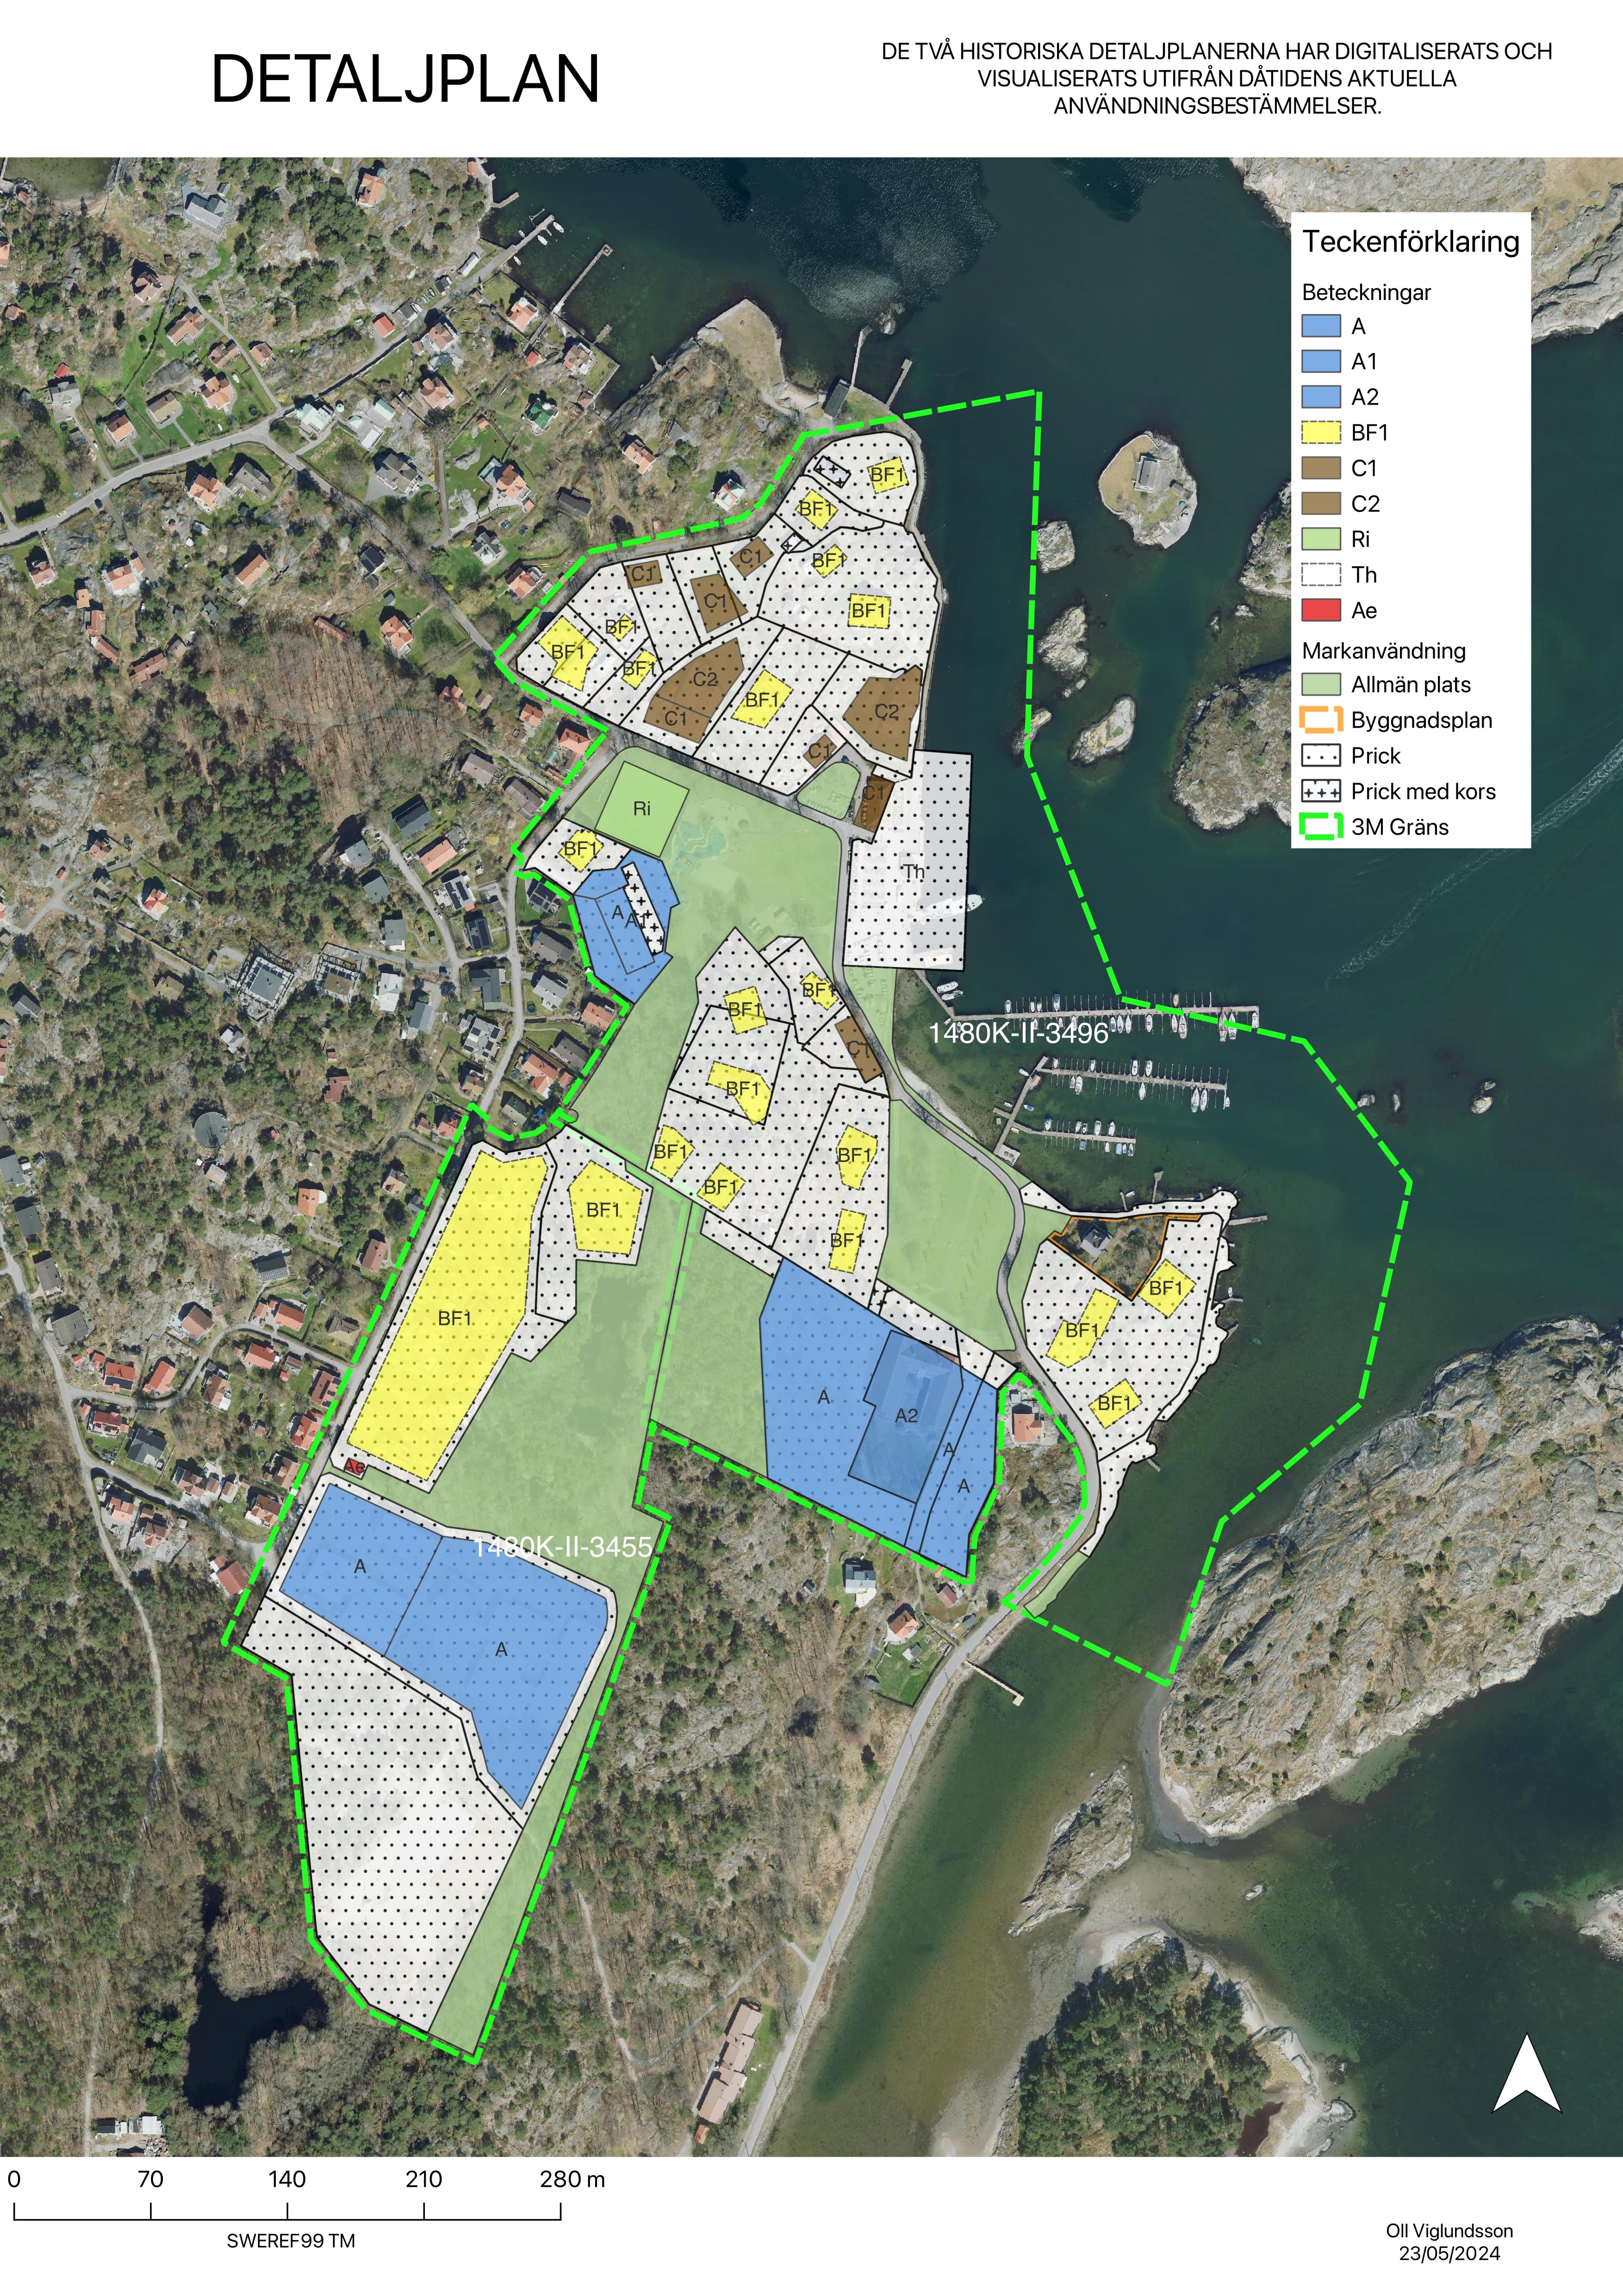 DETALJPLAN
DE TVÅ HISTORISKA DETALJPLANERNA HAR DIGITALISERATS OCH
VISUALISERATS UTIFRÅN DÅTIDENS AKTUELLA
ANVÄNDNINGSBESTÄMMELSER.
Teckenförklaring
Beteckningar
A
A1
A2
BF1
C1
C2
Ri
Th
Ae
Markanvändning
Allmän plats
Byggnadsplan
Prick
Prick med kors
3M Gräns
BF1
BF1
BF1
C1
C1
C1
BF1
BF1
BF1
BF1
C2
BF1
C1
C2
C1
C1
Ri
BF1
Th
A
A1
BF1
BF1
1480K-II-3496
C1
BF1
BF1
BF1
BF1
BF1
BF1
BF1
BF1
BF1
BF1
A
A2
A
A
Ae
1480K-II-3455
A
A
0 70 140 210 280 m
SWEREF99 TM
Oll Viglundsson
23/05/2024